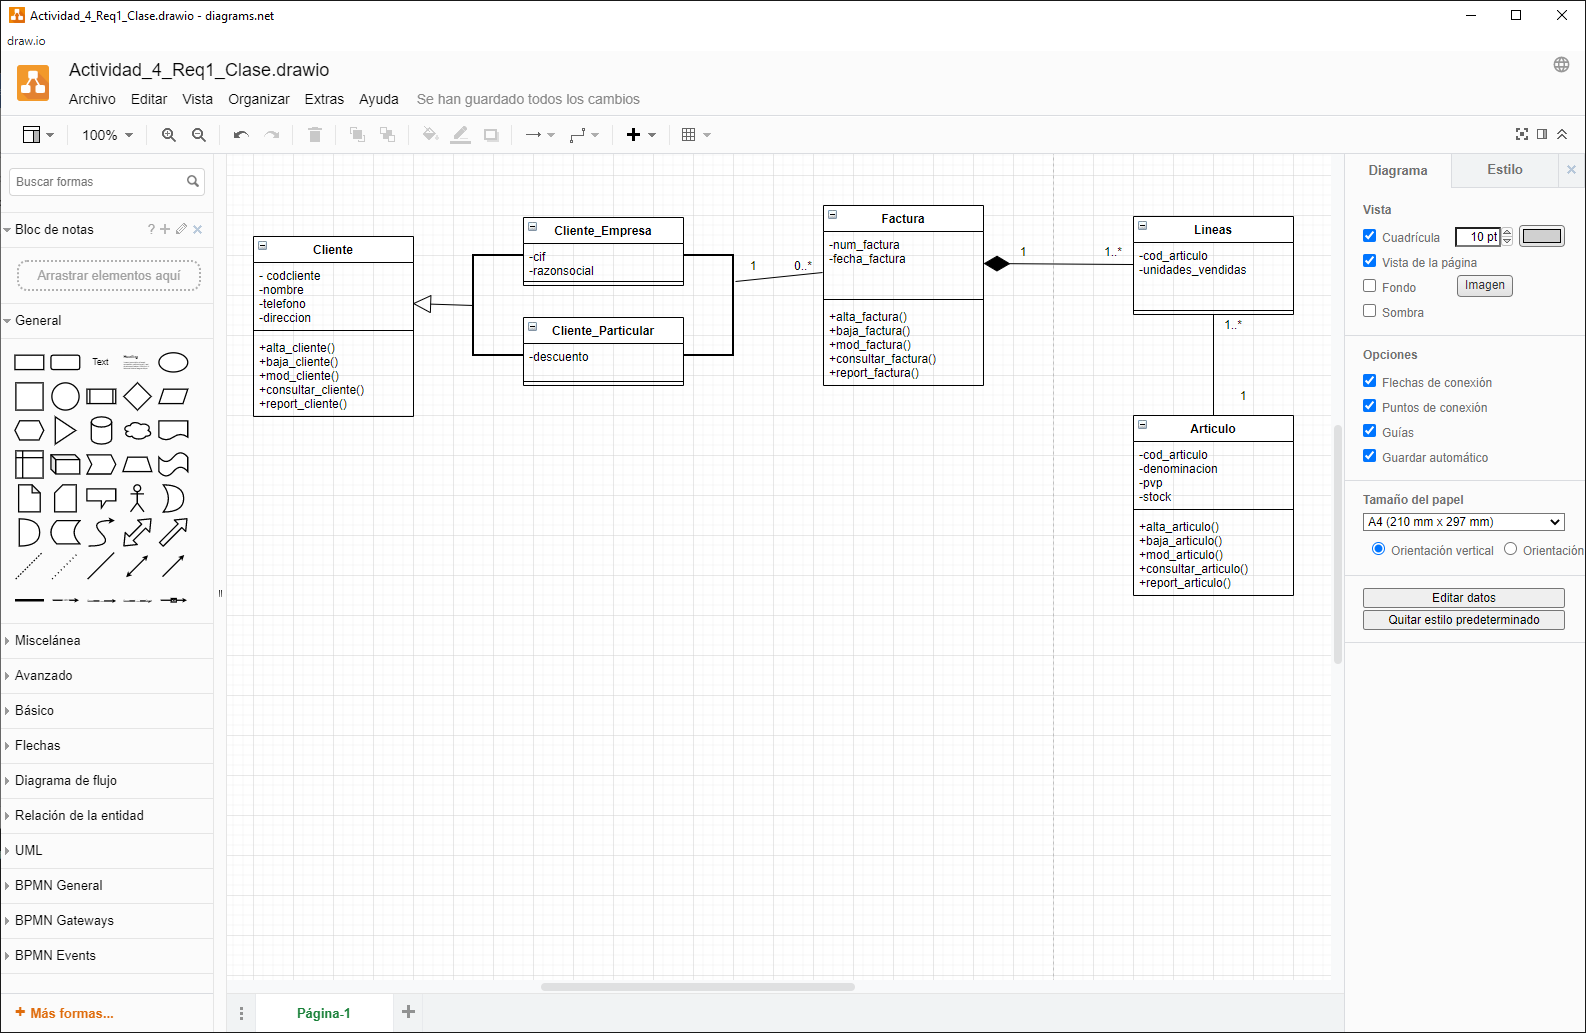 Actividad_4_Req1_Clase.drawio - diagrams.net
draw.io
Actividad_4_Req1_Clase.drawio
Archivo Editar Vista Organizar Extras Ayuda Se han guardado todos los cambios
100%
Buscar formas
Bloc de notas
Arrastrar elementos aquí
General
Text
Heading
Misceláneа
Avanzado
Básico
Flechas
Diagrama de flujo
Relación de la entidad
UML
BPMN General
BPMN Gateways
BPMN Events
Más formas...
Cliente
- codcliente
-nombre
-telefono
-direccion
+alta_cliente()
+baja_cliente()
+mod_cliente()
+consultar_cliente()
+report_cliente()
Cliente_Empresa
-cif
-razonsocial
Cliente_Particular
-descuento
1
0..*
Factura
-num_factura
-fecha_factura
+alta_factura()
+baja_factura()
+mod_factura()
+consultar_factura()
+report_factura()
1
1..*
Lineas
-cod_articulo
-unidades_vendidas
1..*
1
Articulo
-cod_articulo
-denominacion
-pvp
-stock
+alta_articulo()
+baja_articulo()
+mod_articulo()
+consultar_articulo()
+report_articulo()
Página-1
Diagrama Estilo
Vista
Cuadrícula 10 pt
Vista de la página
Fondo Imagen
Sombra
Opciones
Flechas de conexión
Puntos de conexión
Guías
Guardar automático
Tamaño del papel
A4 (210 mm x 297 mm)
Orientación vertical Orientación
Editar datos
Quitar estilo predeterminado